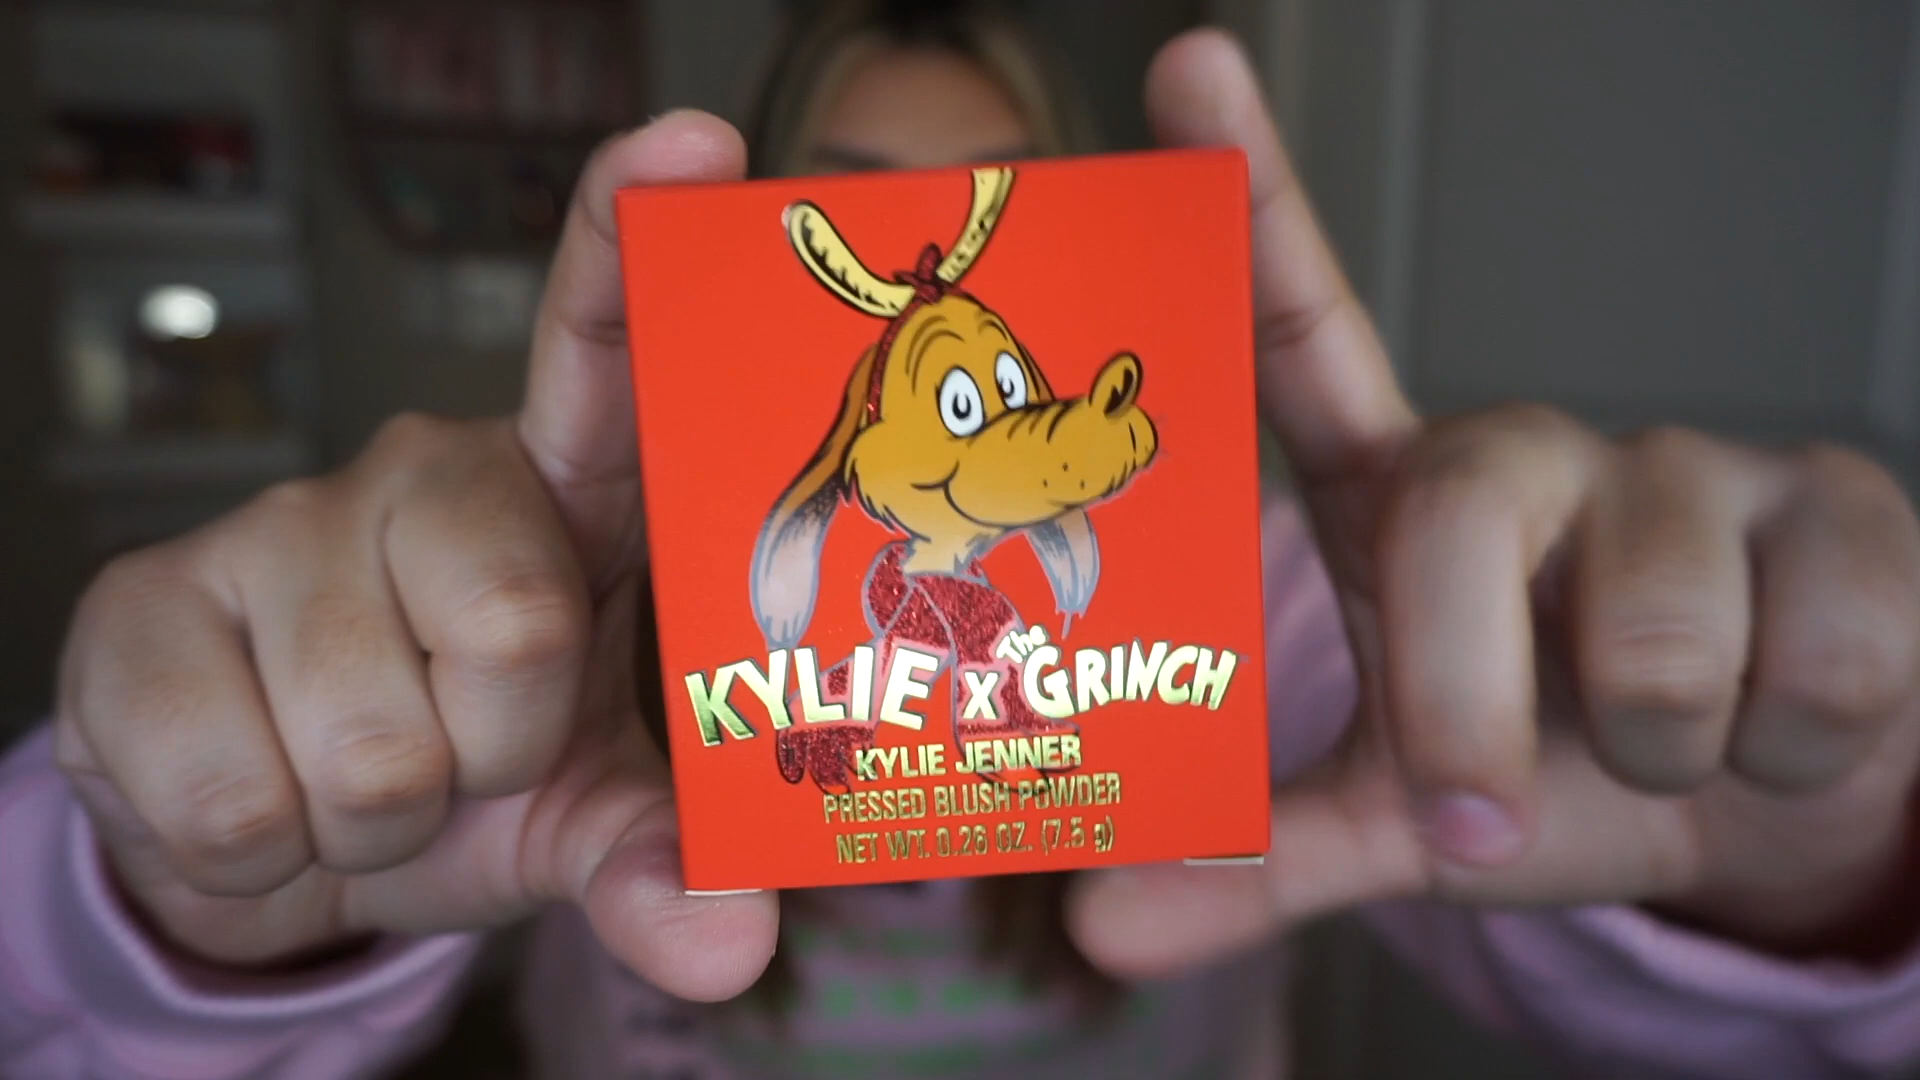 KYLIE x The GRINCH
KYLIE JENNER
PRESSED BLUSH POWDER
NET WT. 0.26 OZ. (7.5 g)